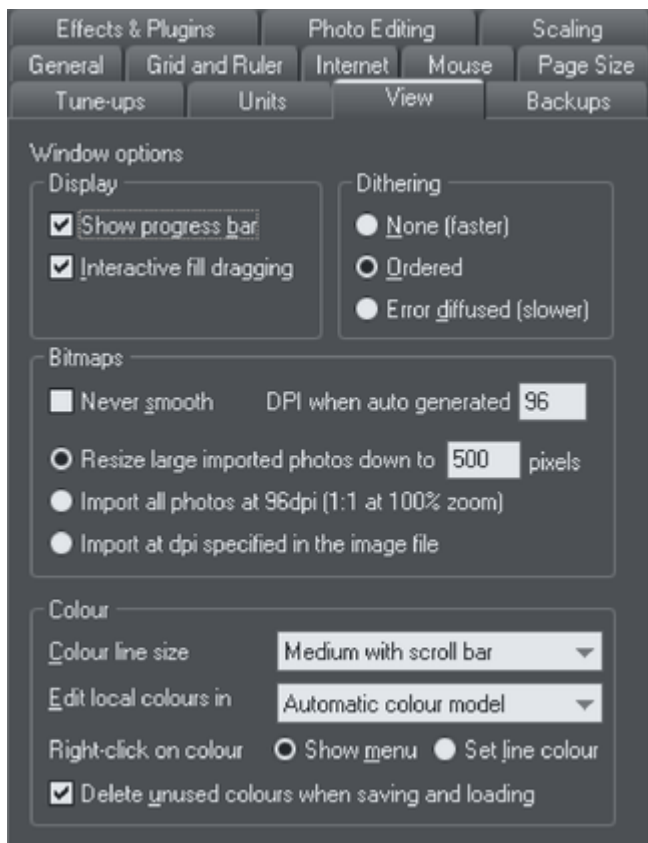 Effects & Plugins Photo Editing Scaling
General Grid and Ruler Internet Mouse Page Size
Tune-ups Units View Backups
Window options
Display
Show progress bar
Interactive fill dragging
Dithering
None (faster)
Ordered
Error diffused (slower)
Bitmaps
Never smooth DPI when auto generated 96
Resize large imported photos down to 500 pixels
Import all photos at 96dpi (1:1 at 100% zoom)
Import at dpi specified in the image file
Colour
Colour line size Medium with scroll bar
Edit local colours in Automatic colour model
Right-click on colour Show menu Set line colour
Delete unused colours when saving and loading